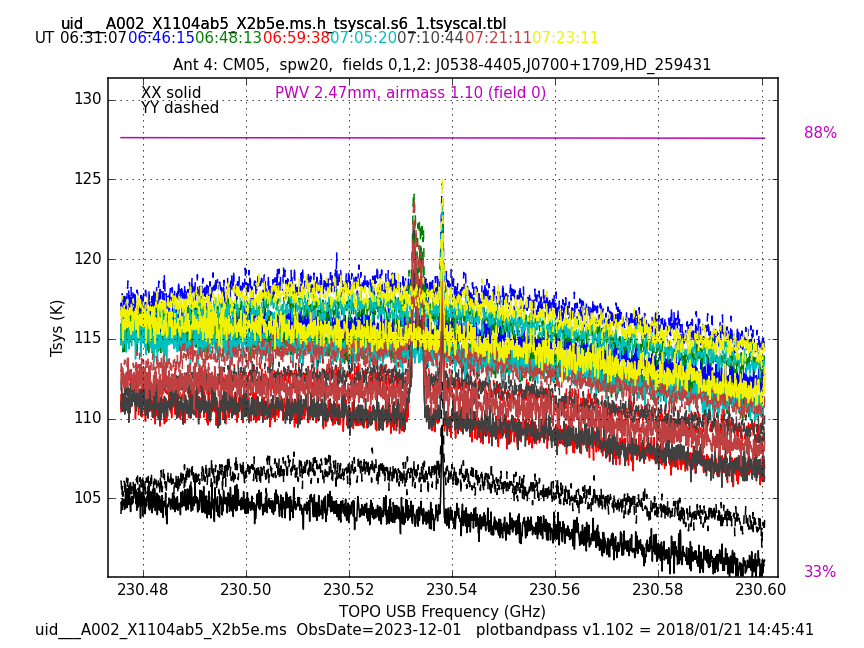 uid___A002_X1104ab5_X2b5e.ms.h_tsyscal.s6_1.tsyscal.tbl
UT 06:31:07 06:46:15 06:48:13 06:59:38 07:05:20 07:10:44 07:21:11 07:23:11
Ant 4: CM05,  spw20,  fields 0,1,2: J0538-4405,J0700+1709,HD_259431
XX solid
YY dashed
PWV 2.47mm, airmass 1.10 (field 0)
88%
33%
130
125
120
115
110
105
Tsys (K)
230.48 230.50 230.52 230.54 230.56 230.58 230.60
TOPO USB Frequency (GHz)
uid___A002_X1104ab5_X2b5e.ms  ObsDate=2023-12-01   plotbandpass v1.102 = 2018/01/21 14:45:41